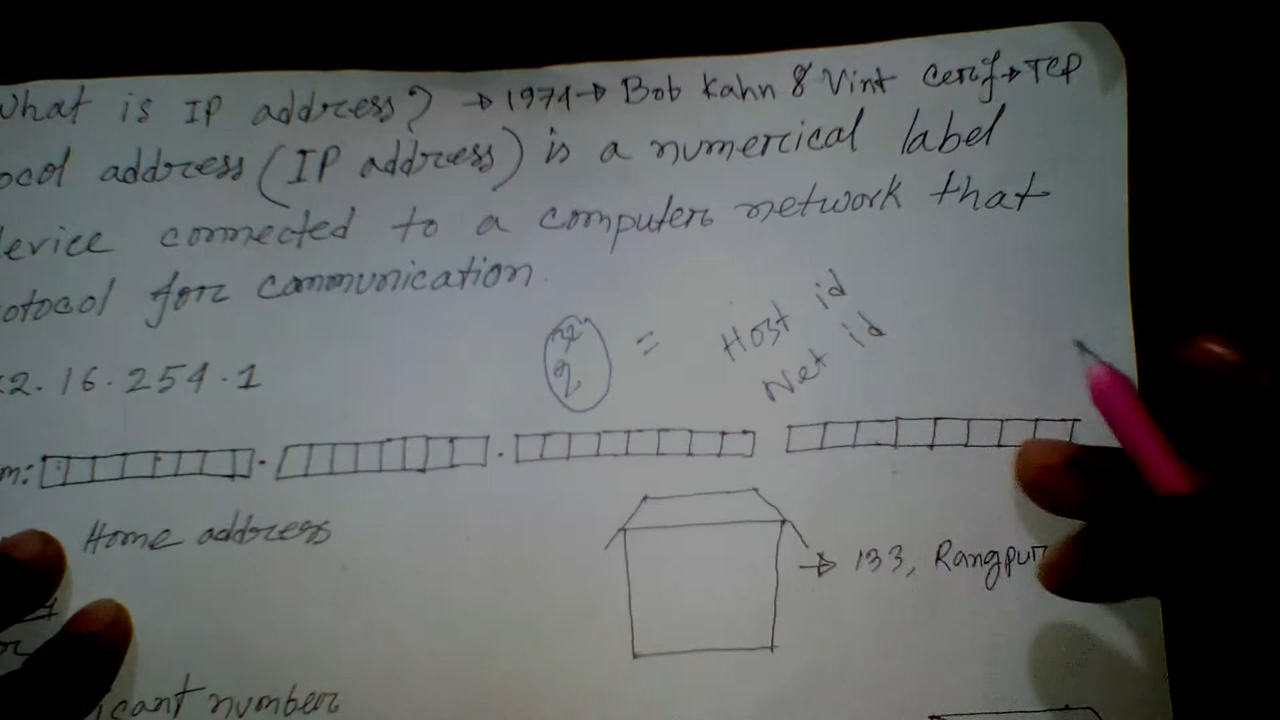 What is IP address? → 1974 → Bob Kahn & Vint Cerf → TCP
ocol address (IP address) is a numercical label
device connected to a computer network that
otocol for communication.
= Host id
Net id
2.16.254.1
m:
Home address
→ 133, Rangpur
icant number